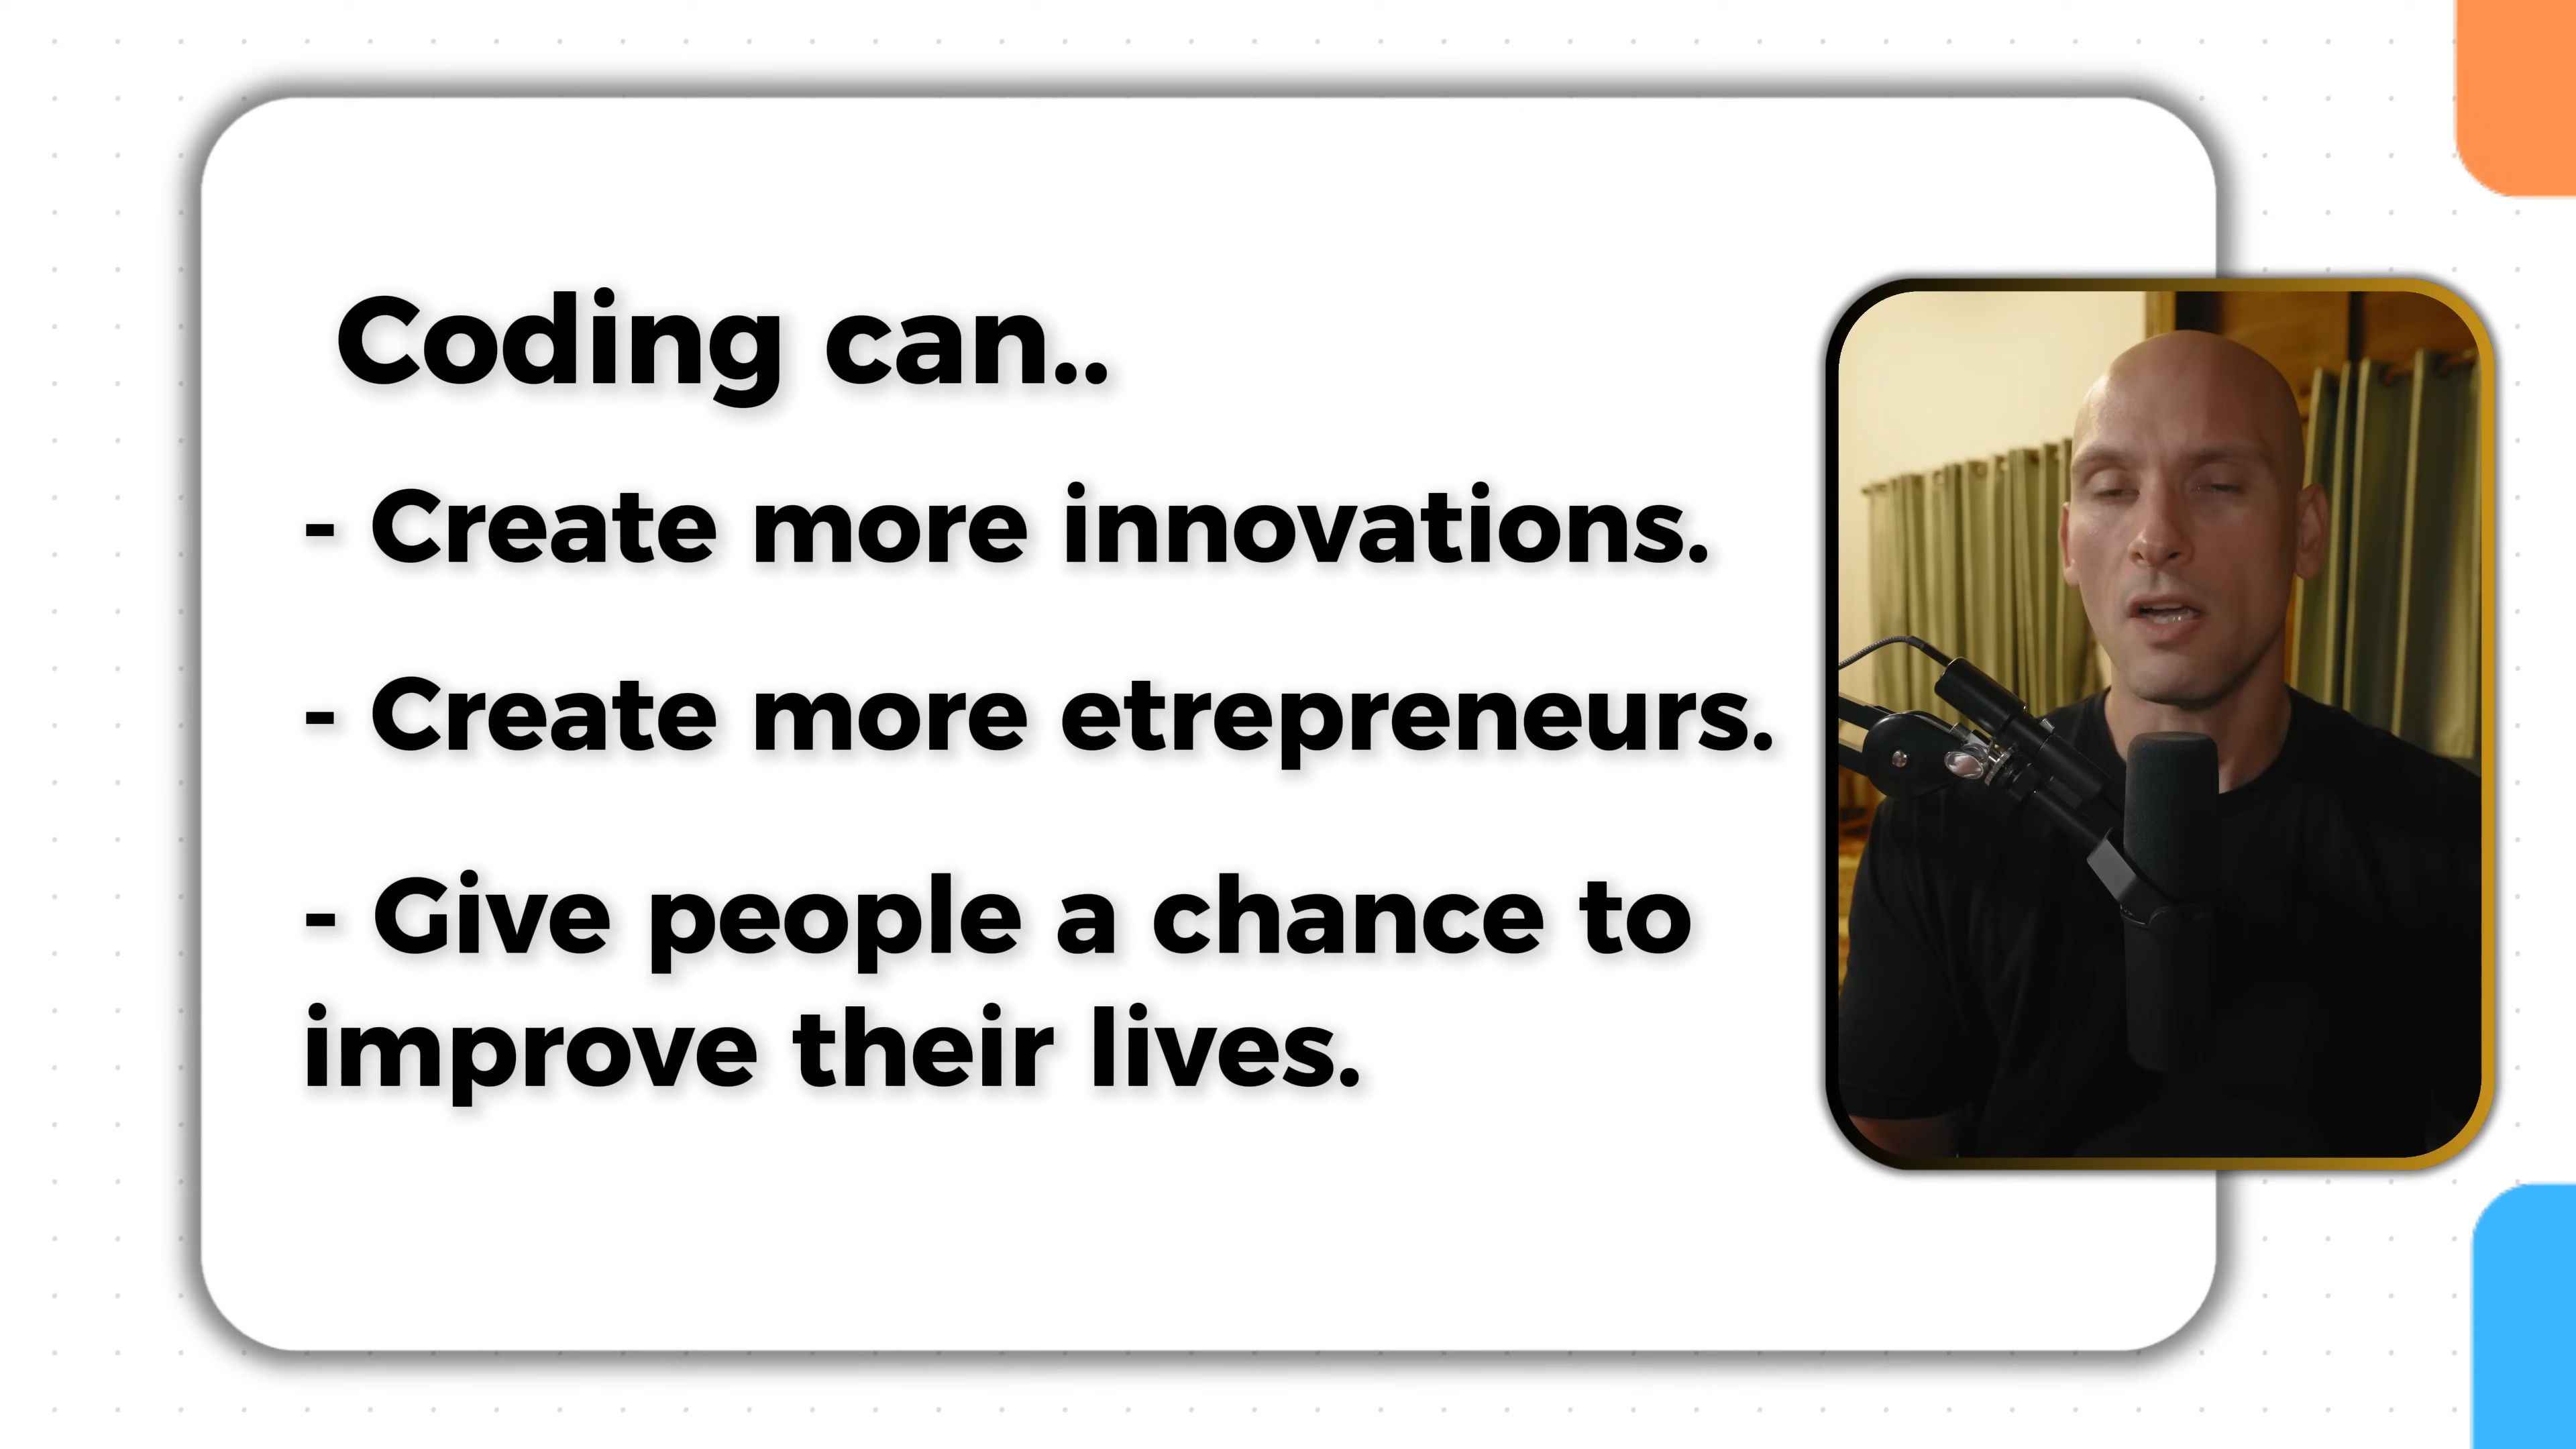 Coding can..
- Create more innovations.
- Create more etrepreneurs.
- Give people a chance to
improve their lives.